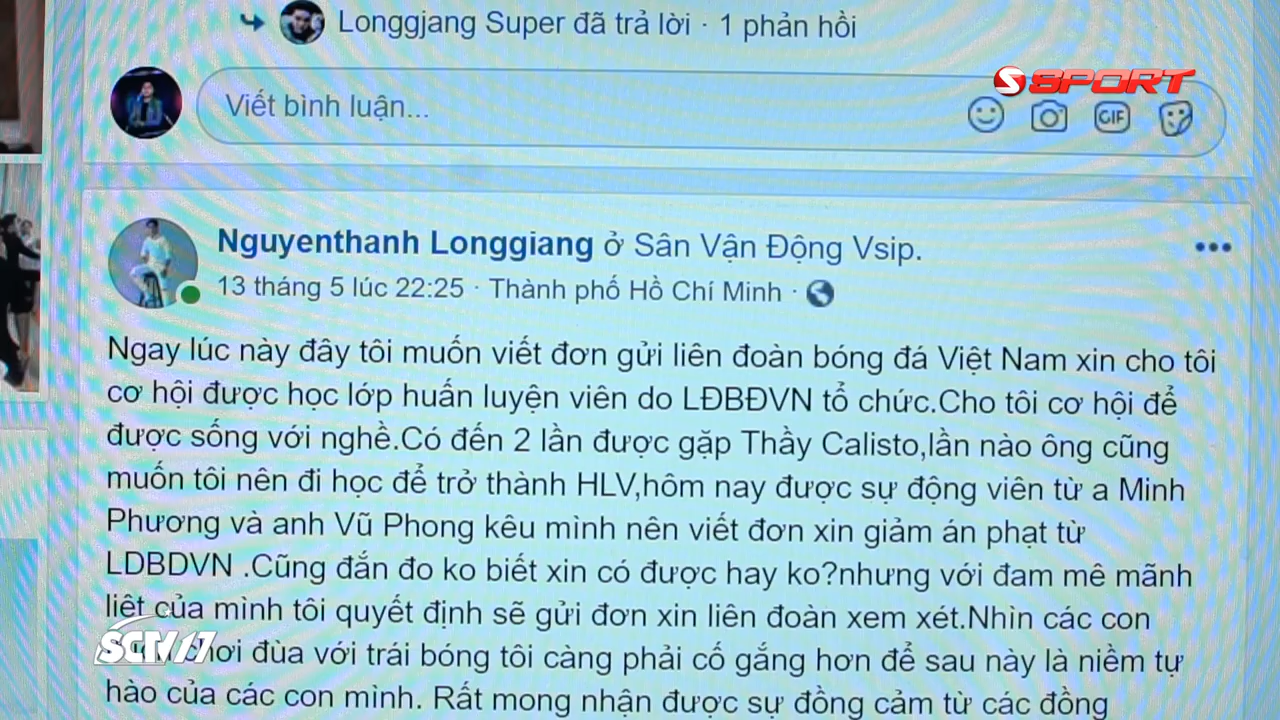 Longgjang Super đã trả lời · 1 phản hồi
SPORT
Viết bình luận...
GIF
Nguyenthanh Longgiang ở Sân Vận Động Vsip.
13 tháng 5 lúc 22:25 · Thành phố Hồ Chí Minh ·
Ngay lúc này đây tôi muốn viết đơn gửi liên đoàn bóng đá Việt Nam xin cho tôi
cơ hội được học lớp huấn luyện viên do LĐBĐVN tổ chức.Cho tôi cơ hội để
được sống với nghề.Có đến 2 lần được gặp Thầy Calisto,lần nào ông cũng
muốn tôi nên đi học để trở thành HLV,hôm nay được sự động viên từ a Minh
Phương và anh Vũ Phong kêu mình nên viết đơn xin giảm án phạt từ
LDBDVN .Cũng đắn đo ko biết xin có được hay ko?nhưng với đam mê mãnh
liệt của mình tôi quyết định sẽ gửi đơn xin liên đoàn xem xét.Nhìn các con
chơi đùa với trái bóng tôi càng phải cố gắng hơn để sau này là niềm tự
SCTV17
hào của các con mình. Rất mong nhận được sự đồng cảm từ các đồng